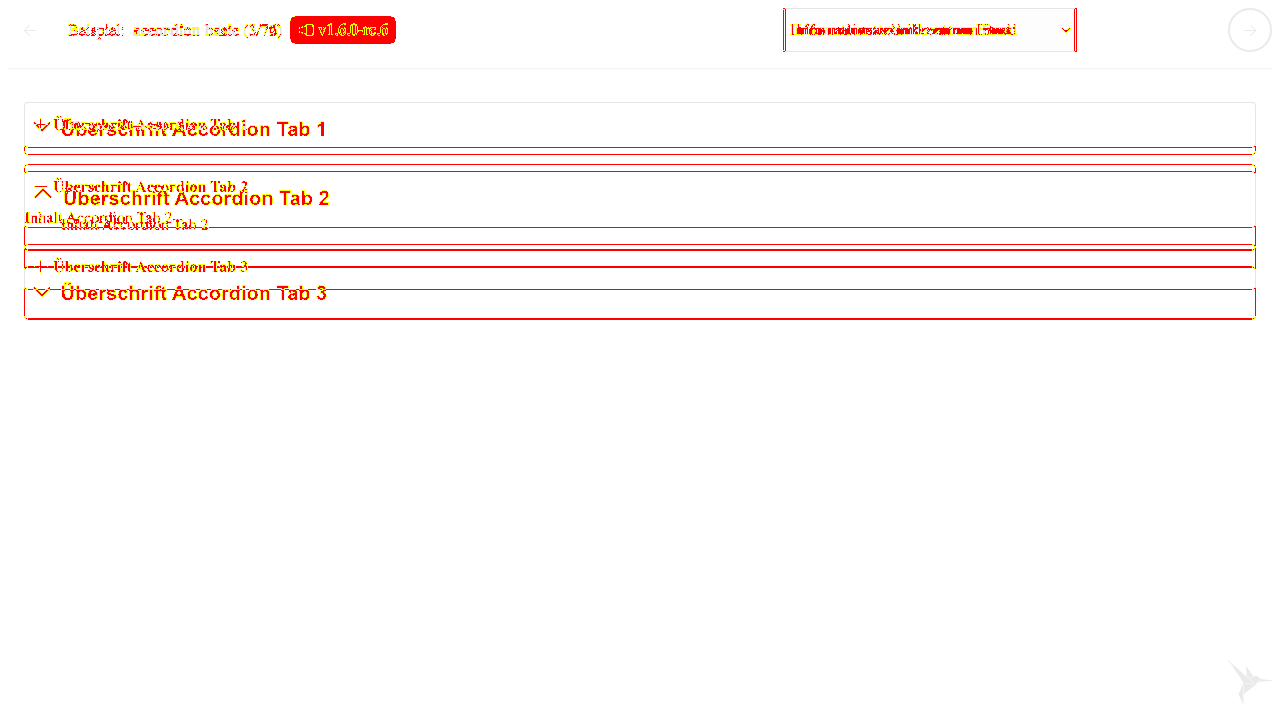 Beispiel: accordion basic (3/76) v1.6.0-rc.6
Überschrift Accordion Tab 1
Überschrift Accordion Tab 1
Überschrift Accordion Tab 2
Überschrift Accordion Tab 2
Inhalt Accordion Tab 2
Inhalt Accordion Tab 2
Überschrift Accordion Tab 3
Überschrift Accordion Tab 3